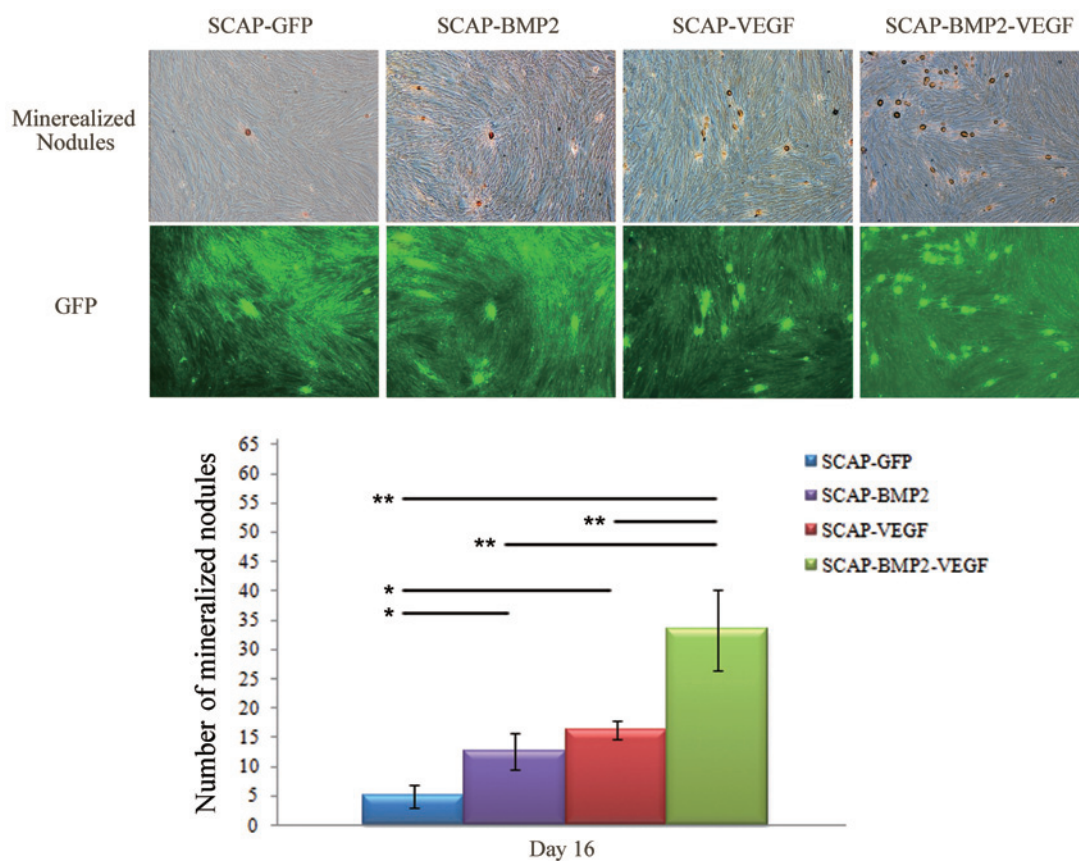 SCAP-GFP SCAP-BMP2 SCAP-VEGF SCAP-BMP2-VEGF
Minerealized
Nodules
GFP
Number of mineralized nodules
65
60
55
50
45
40
35
30
25
20
15
10
5
0
**
**
**
*
*
SCAP-GFP
SCAP-BMP2
SCAP-VEGF
SCAP-BMP2-VEGF
Day 16